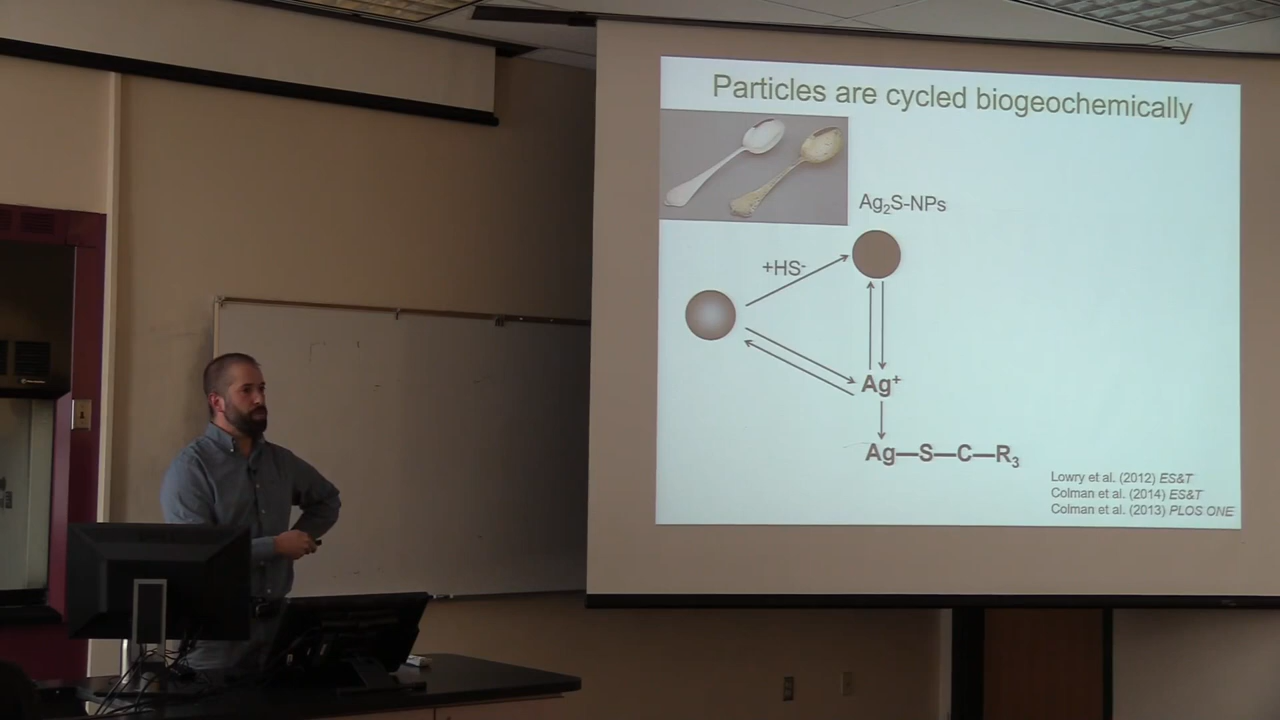 Particles are cycled biogeochemically
Ag₂S-NPs
+HS⁻
Ag⁺
Ag—S—C—R₃
Lowry et al. (2012) ES&T
Colman et al. (2014) ES&T
Colman et al. (2013) PLOS ONE